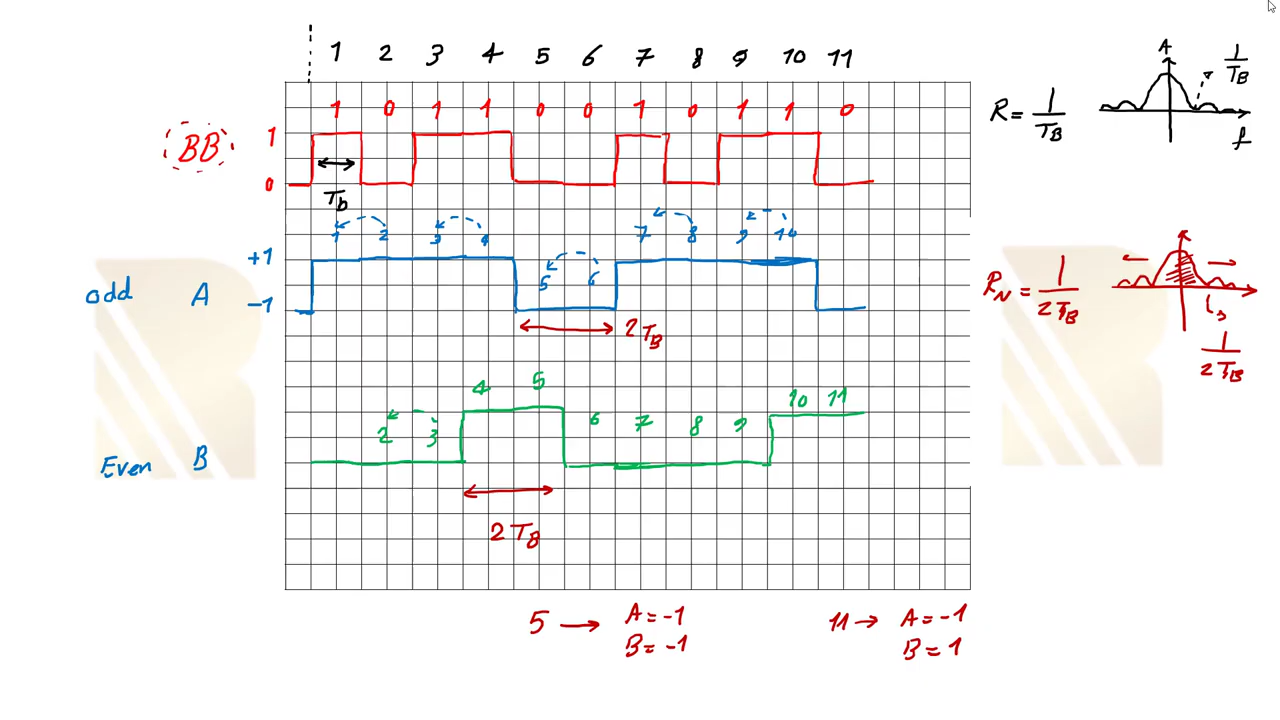 1 2 3 4 5 6 7 8 9 10 11
1 0 1 1 0 0 1 0 1 1 0
BB
1
0
Tb
R = 1/TB
A
1/TB
f
1 2 3 4 7 8 9 10
+1
5 6
odd A
-1
2TB
RN = 1/2TB
1/2TB
4 5
10 11
2 3
6 7 8 9
Even B
2TB
5 → A = -1
B = -1
11 → A = -1
B = 1